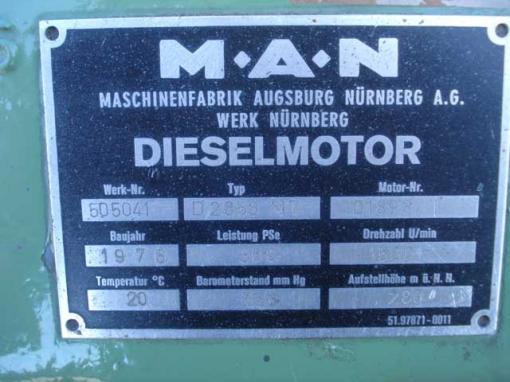 M·A·N
MASCHINENFABRIK AUGSBURG NÜRNBERG A.G.
WERK NÜRNBERG
DIESELMOTOR
Werk-Nr. Typ Motor-Nr.
505041
Baujahr Leistung PSe Drehzahl U/min
1976
Temperatur °C Barometerstand mm Hg Aufstellhöhe m ü. N. N.
20
51.97871-0011